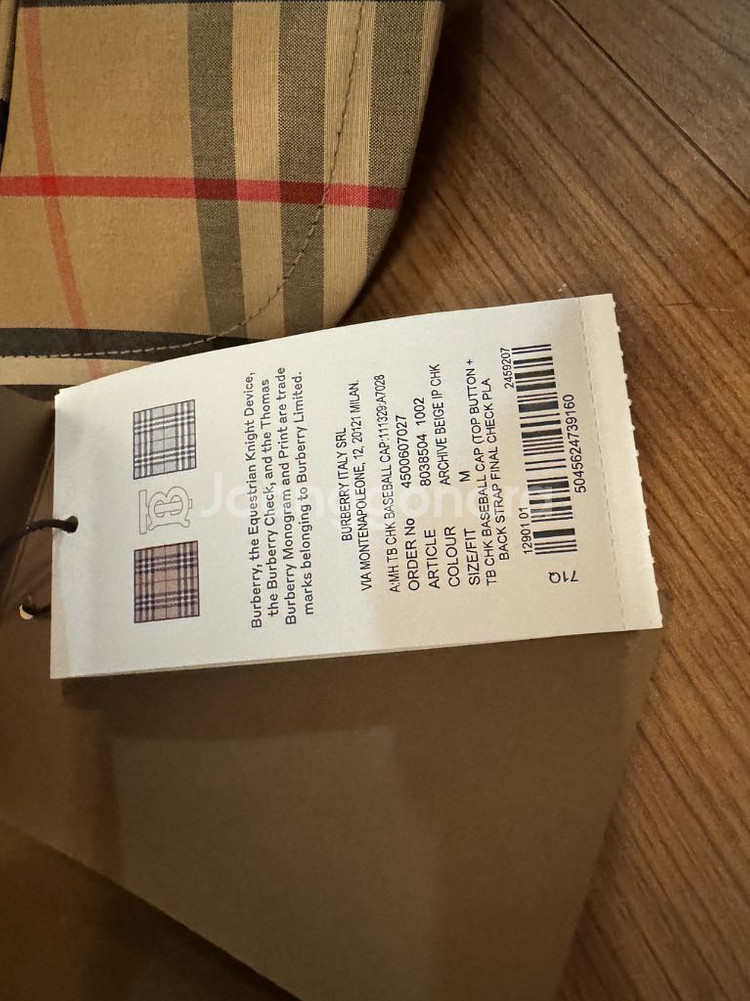 Burberry, the Equestrian Knight Device,
the Burberry Check, and the Thomas
Burberry Monogram and Print are trade
marks belonging to Burberry Limited.
BURBERRY ITALY SRL
VIA MONTENAPOLEONE, 12, 20121 MILAN.
A:MH TB CHK BASEBALL CAP:111329:A7028
ORDER No 4500607027
ARTICLE 8038504 1002
COLOUR ARCHIVE BEIGE IP CHK
SIZE/FIT M
TB CHK BASEBALL CAP (TOP BUTTON +
BACK STRAP FINAL CHECK PLA
12901 01 2459207
5045624739160
710
Joonggonara